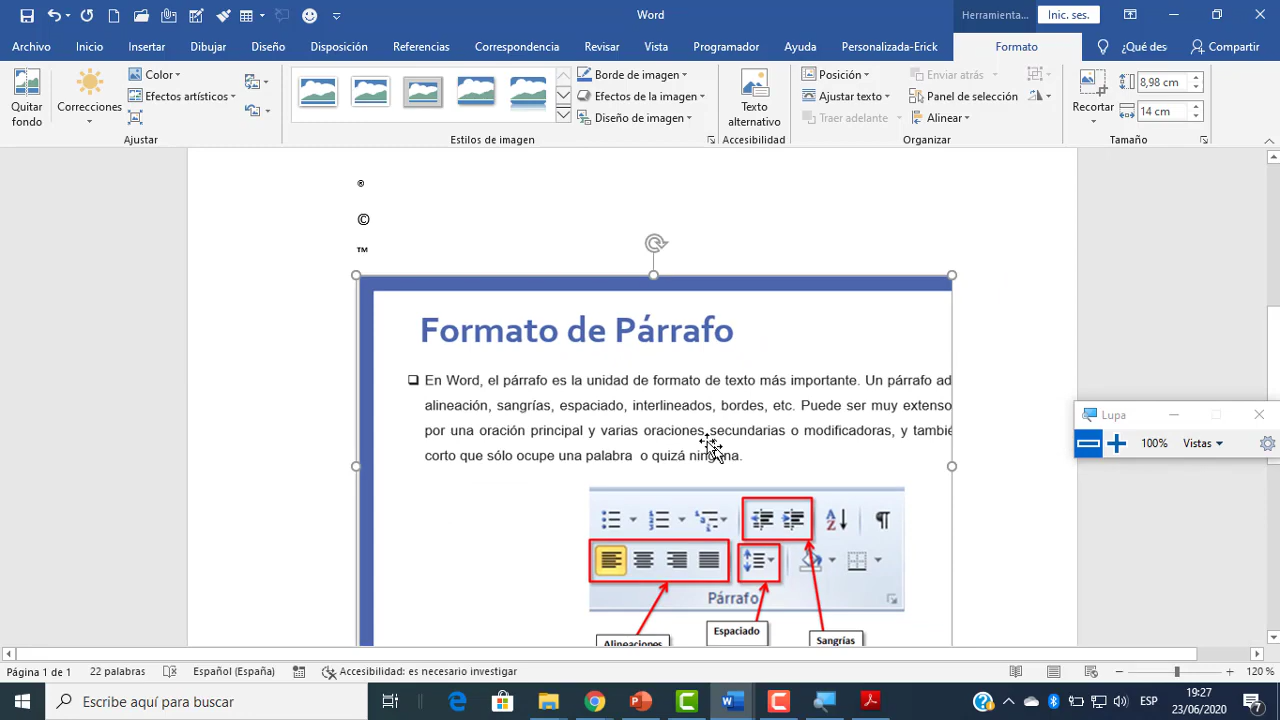 Word
Herramienta...
Inic. ses.
Archivo
Inicio
Insertar
Dibujar
Diseño
Disposición
Referencias
Correspondencia
Revisar
Vista
Programador
Ayuda
Personalizada-Erick
Formato
¿Qué des
Compartir
Quitar fondo
Correcciones
Color
Efectos artísticos
Ajustar
Estilos de imagen
Borde de imagen
Efectos de la imagen
Diseño de imagen
Texto alternativo
Accesibilidad
Posición
Ajustar texto
Traer adelante
Enviar atrás
Panel de selección
Alinear
Organizar
Recortar
8,98 cm
14 cm
Tamaño
®
©
™
Formato de Párrafo
En Word, el párrafo es la unidad de formato de texto más importante. Un párrafo ad
alineación, sangrías, espaciado, interlineados, bordes, etc. Puede ser muy extenso
por una oración principal y varias oraciones secundarias o modificadoras, y tambie
corto que sólo ocupe una palabra o quizá ninguna.
Párrafo
Alineaciones
Espaciado
Sangrías
Lupa
100%
Vistas
Página 1 de 1
22 palabras
Español (España)
Accesibilidad: es necesario investigar
120 %
Escribe aquí para buscar
ESP
19:27
23/06/2020